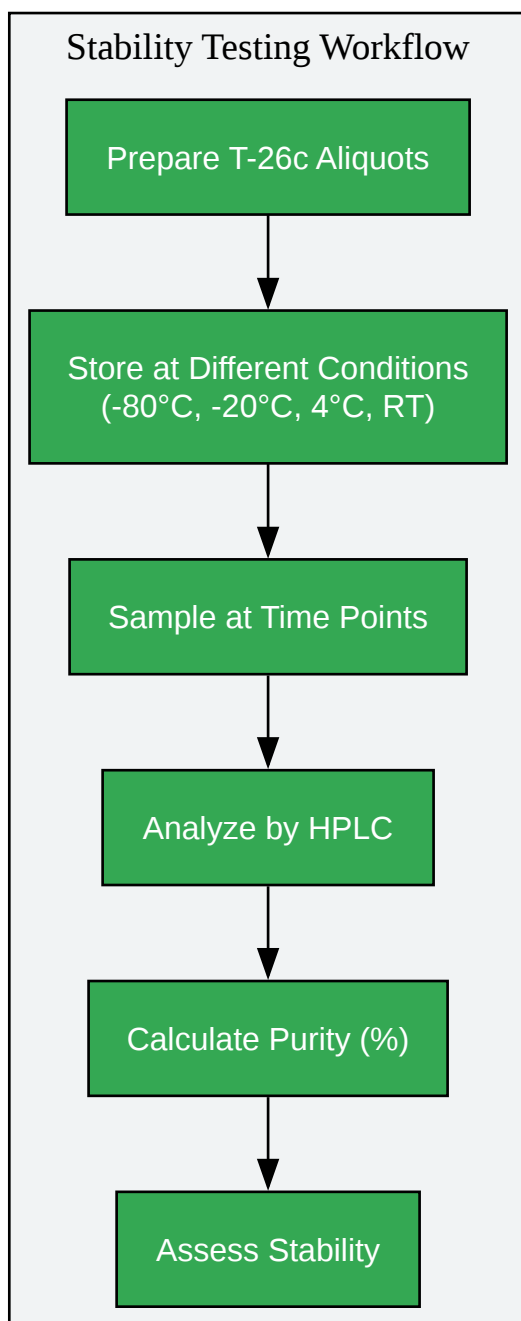 Stability Testing Workflow
Prepare T-26c Aliquots
Store at Different Conditions
(-80°C, -20°C, 4°C, RT)
Sample at Time Points
Analyze by HPLC
Calculate Purity (%)
Assess Stability